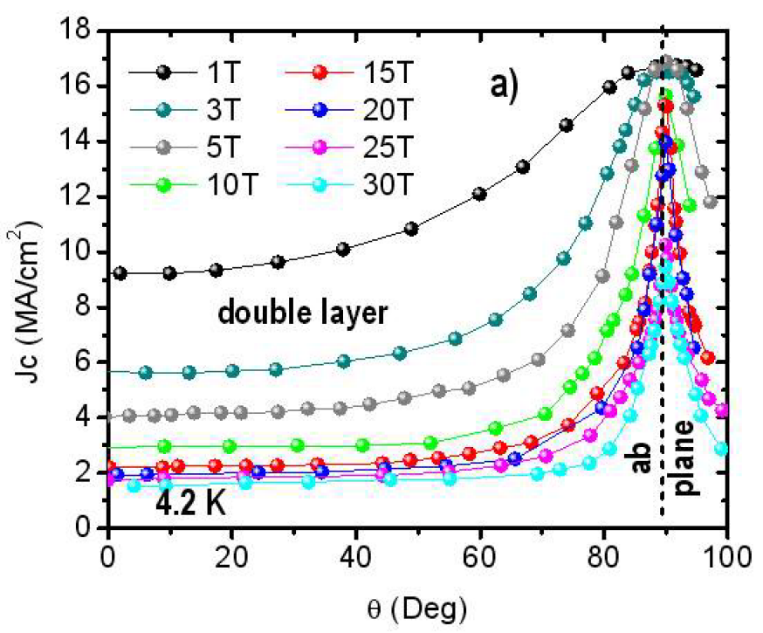 18
16
14
12
10
8
6
4
2
0
Jc (MA/cm²)
a)
1T
15T
3T
20T
5T
25T
10T
30T
double layer
4.2 K
ab
plane
0
20
40
60
80
100
θ (Deg)